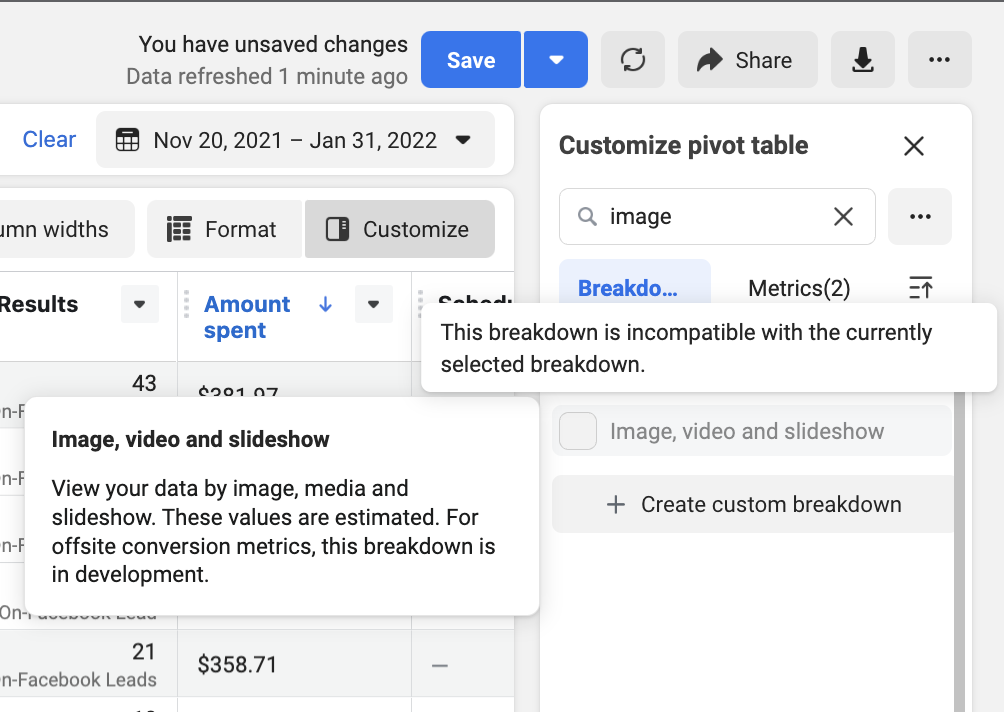 You have unsaved changes
Data refreshed 1 minute ago
Save
Share
Clear
Nov 20, 2021 – Jan 31, 2022
Customize pivot table
image
umn widths
Format
Customize
Breakdo...
Metrics(2)
Results
Amount
spent
This breakdown is incompatible with the currently
selected breakdown.
43
$381.97
Image, video and slideshow
View your data by image, media and
slideshow. These values are estimated. For
offsite conversion metrics, this breakdown is
in development.
Image, video and slideshow
+ Create custom breakdown
21
n-Facebook Leads
$358.71
—